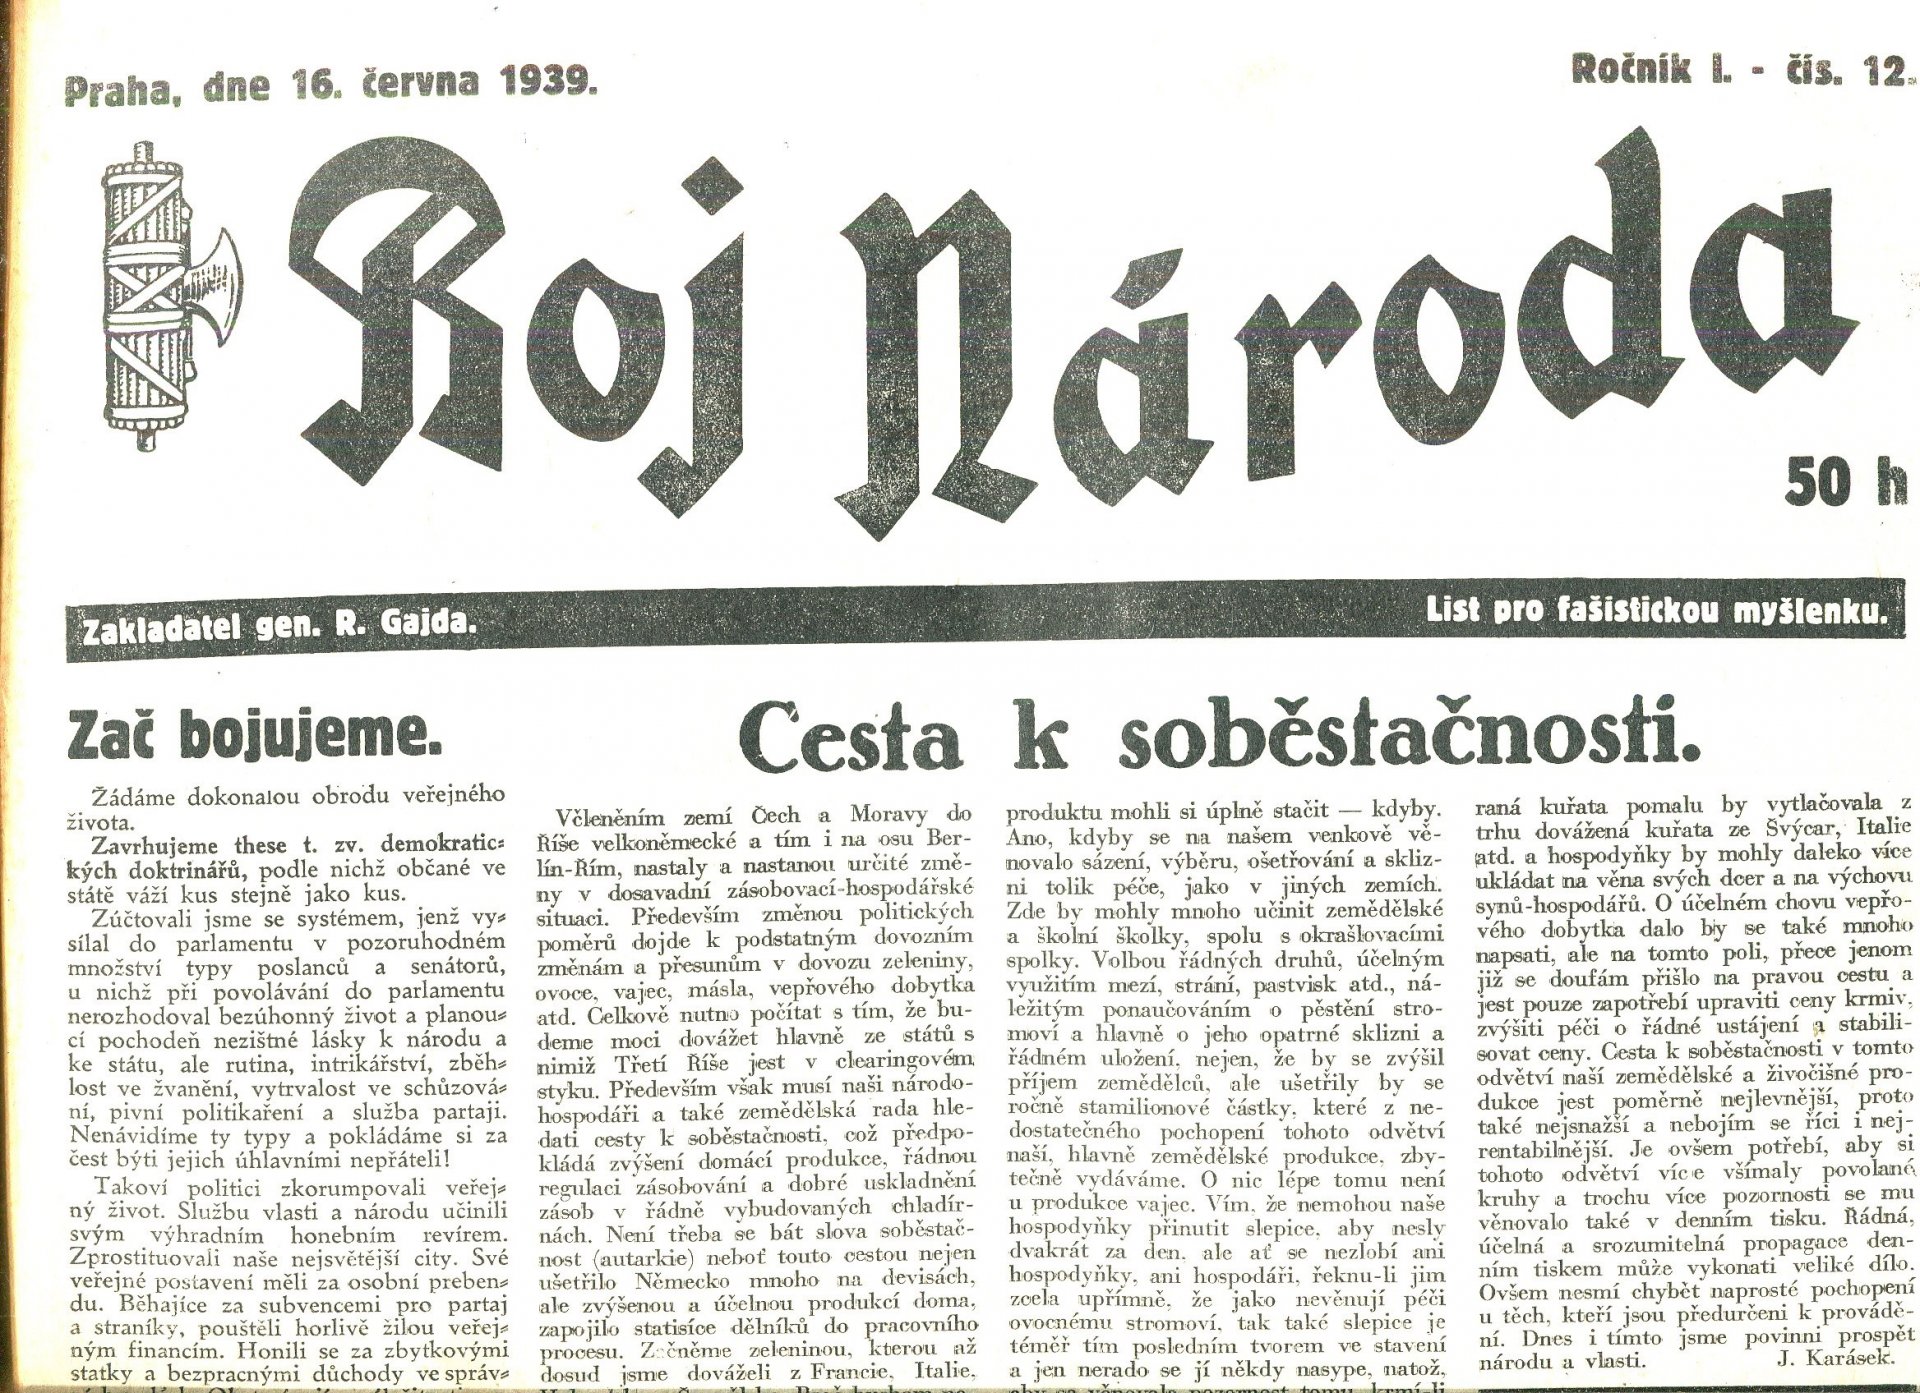 Praha, dne 16. června 1939.
Ročník I. - čís. 12.
Boj Národa
50 h
Zakladatel gen. R. Gajda.
List pro fašistickou myšlenku.
Zač bojujeme.
Žádáme dokonalou obrodu veřejného
života.
Zavrhujeme these t. zv. demokratic=
kých doktrinářů, podle nichž občané ve
státě váží kus stejně jako kus.
Zúčtovali jsme se systémem, jenž vy=
sílal do parlamentu v pozoruhodném
množství typy poslanců a senátorů,
u nichž při povolávání do parlamentu
nerozhodoval bezúhonný život a planou=
cí pochodeň nezištné lásky k národu a
ke státu, ale rutina, intrikářství, zběh=
lost ve žvanění, vytrvalost ve schůzová=
ní, pivní politikaření a služba partaji.
Nenávidíme ty typy a pokládáme si za
čest býti jejich úhlavními nepřáteli!
Takoví politici zkorumpovali veřej=
ný život. Službu vlasti a národu učinili
svým výhradním honebním revírem.
Zprostituovali naše nejsvětější city. Své
veřejné postavení měli za osobní preben=
du. Běhajíce za subvencemi pro partaj
a straníky, pouštěli horlivě žilou veřej=
ným financím. Honili se za zbytkovými
statky a bezpracnými důchody ve správ=
Cesta k soběstačnosti.
Včleněním zemí Čech a Moravy do
Říše velkoněmecké a tím i na osu Ber-
lín-Řím, nastaly a nastanou určité změ-
ny v dosavadní zásobovací-hospodářské
situaci. Především změnou politických
poměrů dojde k podstatným dovozním
změnám a přesunům v dovozu zeleniny,
ovoce, vajec, másla, vepřového dobytka
atd. Celkově nutno počítat s tím, že bu-
deme moci dovážet hlavně ze států s
nimiž Třetí Říše jest v clearingovém
styku. Především však musí naši národo-
hospodáři a také zemědělská rada hle-
dati cesty k soběstačnosti, což předpo-
kládá zvýšení domácí produkce, řádnou
regulaci zásobování a dobré uskladnění
zásob v řádně vybudovaných chladír-
nách. Není třeba se bát slova soběstač-
nost (autarkie) neboť touto cestou nejen
ušetřilo Německo mnoho na devisách,
ale zvýšenou a účelnou produkcí doma,
zapojilo statisíce dělníků do pracovního
procesu. Začněme zeleninou, kterou až
dosud jsme dováželi z Francie, Italie,
produktu mohli si úplně stačit — kdyby.
Ano, kdyby se na našem venkově vě-
novalo sázení, výběru, ošetřování a skliz-
ni tolik péče, jako v jiných zemích.
Zde by mohly mnoho učinit zemědělské
a školní školky, spolu s okrašlovacími
spolky. Volbou řádných druhů, účelným
využitím mezí, strání, pastvisk atd., ná-
ležitým ponaučováním o pěstění stro-
moví a hlavně o jeho opatrné sklizni a
řádném uložení, nejen, že by se zvýšil
příjem zemědělců, ale ušetřily by se
ročně stamilionové částky, které z ne-
dostatečného pochopení tohoto odvětví
naší, hlavně zemědělské produkce, zby-
tečně vydáváme. O nic lépe tomu není
u produkce vajec. Vím, že nemohou naše
hospodyňky přinutit slepice, aby nesly
dvakrát za den, ale ať se nezlobí ani
hospodyňky, ani hospodáři, řeknu-li jim
zcela upřímně, že jako nevěnují péči
ovocnému stromoví, tak také slepice je
téměř tím posledním tvorem ve stavení
a jen nerado se jí někdy nasype, natož,
aby se věnovala pozornost tomu, krmí-li
raná kuřata pomalu by vytlačovala z
trhu dovážená kuřata ze Švýcar, Italie
atd. a hospodyňky by mohly daleko více
ukládat na věna svých dcer a na výchovu
synů-hospodářů. O účelném chovu vepřo-
vého dobytka dalo by se také mnoho
napsati, ale na tomto poli, přece jenom
již se doufám přišlo na pravou cestu a
jest pouze zapotřebí upraviti ceny krmiv,
zvýšiti péči o řádné ustájení a stabili-
sovat ceny. Cesta k soběstačnosti v tomto
odvětví naší zemědělské a živočišné pro-
dukce jest poměrně nejlevnější, proto
také nejsnažší a nebojím se říci i nej-
rentabilnější. Je ovšem potřebí, aby si
tohoto odvětví více všímaly povolané
kruhy a trochu více pozornosti se mu
věnovalo také v denním tisku. Řádná,
účelná a srozumitelná propagace den-
ním tiskem může vykonati veliké dílo.
Ovšem nesmí chybět naprosté pochopení
u těch, kteří jsou předurčeni k provádě-
ní. Dnes i tímto jsme povinni prospět
národu a vlasti.
J. Karásek.